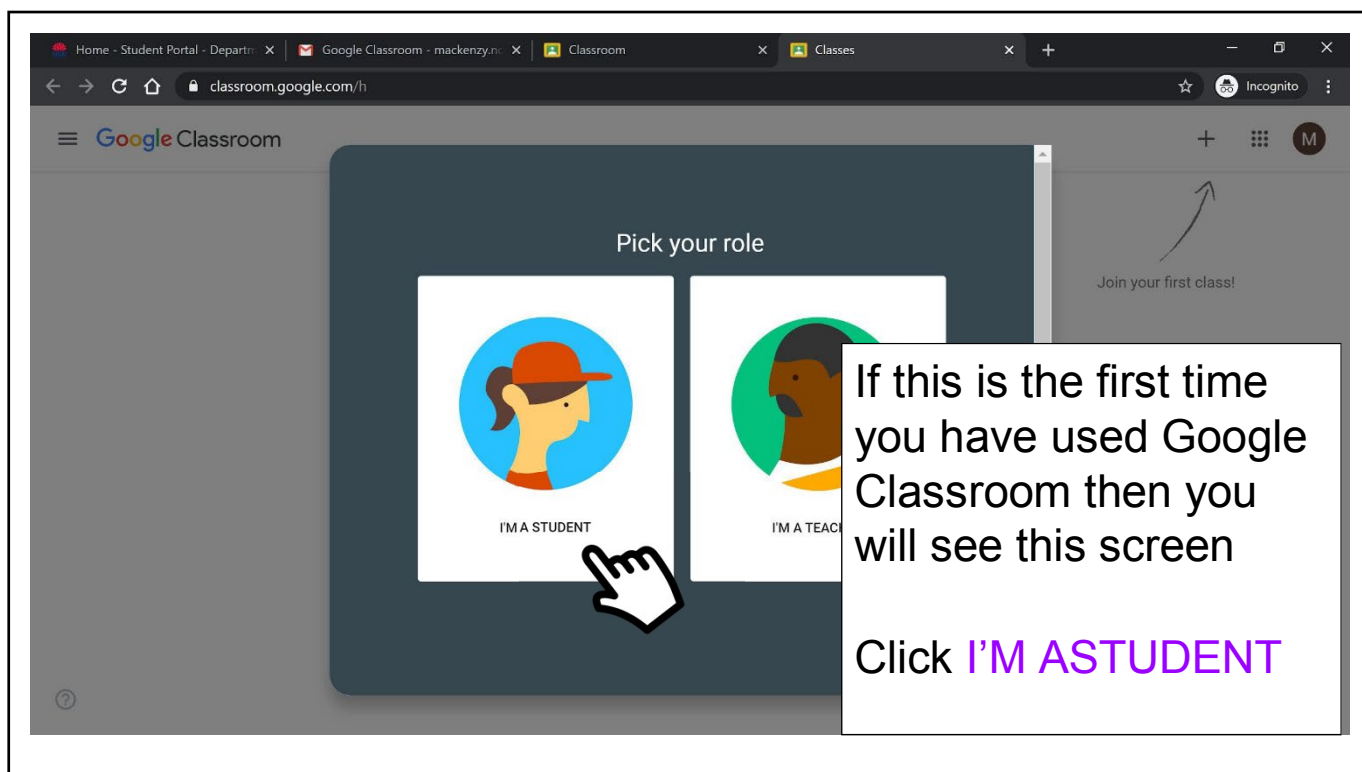 Home - Student Portal - Departm
Google Classroom - mackenzy.no
Classroom
Classes
classroom.google.com/h
Incognito
Google Classroom
M
Pick your role
Join your first class!
I'M A STUDENT
I'M A TEACH
If this is the first time
you have used Google
Classroom then you
will see this screen
Click I'M ASTUDENT